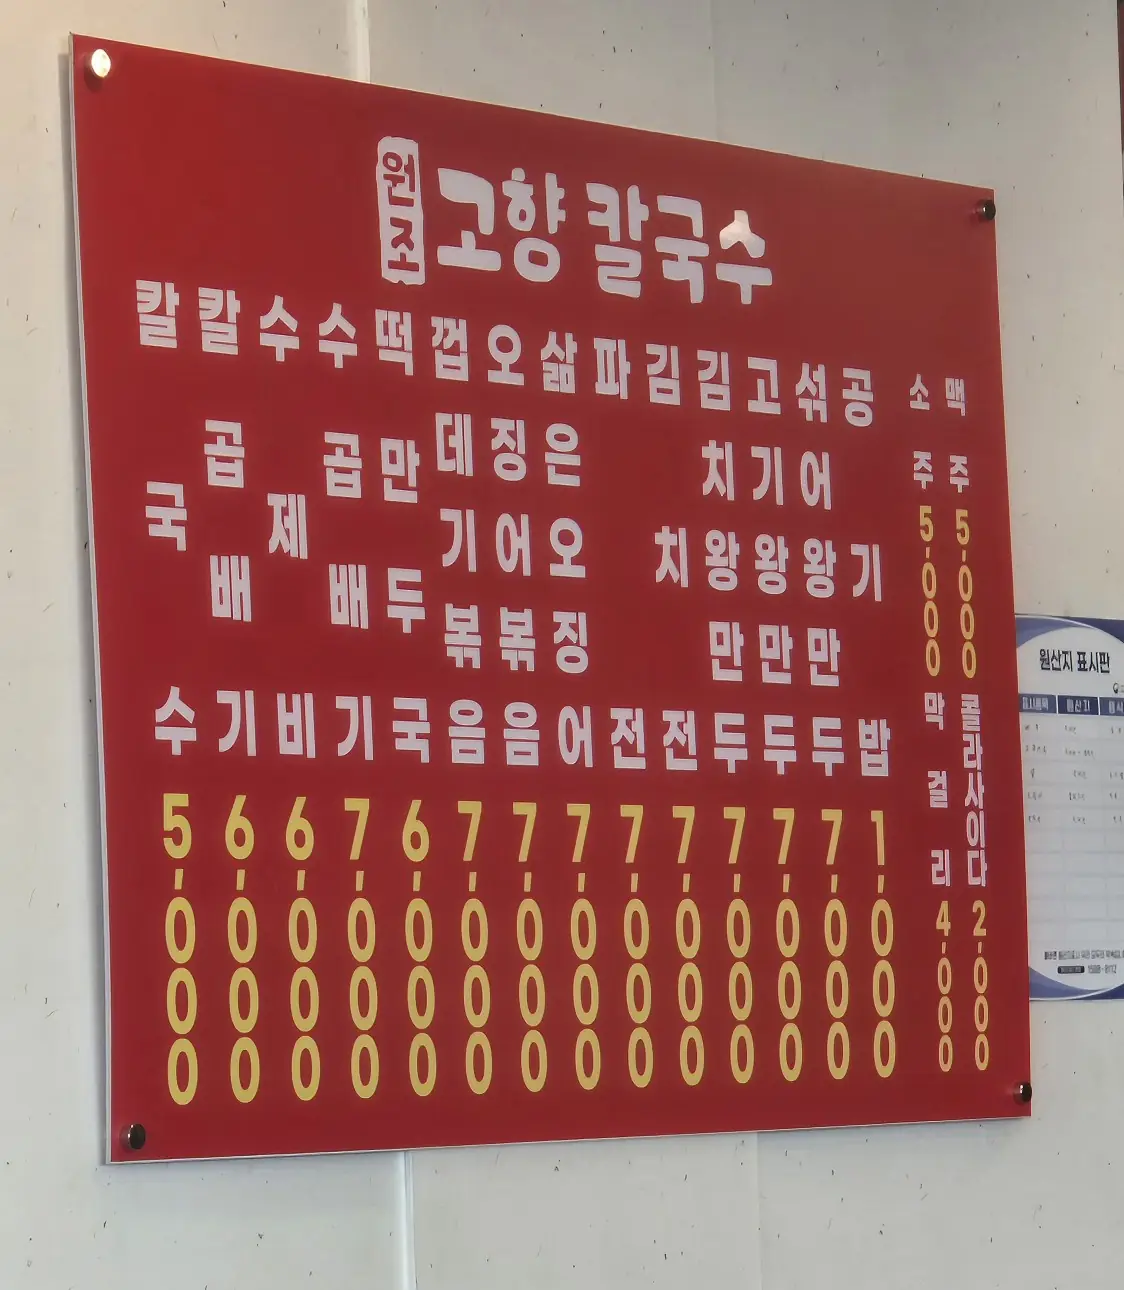 원조 고향 칼국수
칼국수 5,000
칼곱배기 6,000
수제비 6,000
수곱배기 7,000
떡만두국 6,000
껍데기볶음 7,000
오징어볶음 7,000
삶은오징어 7,000
파전 7,000
김치전 7,000
김치왕만두 7,000
고기왕만두 7,000
섞어왕만두 7,000
공기밥 1,000
소주 5,000
맥주 5,000
막걸리 4,000
콜라사이다 2,000
원산지 표시판
원산지